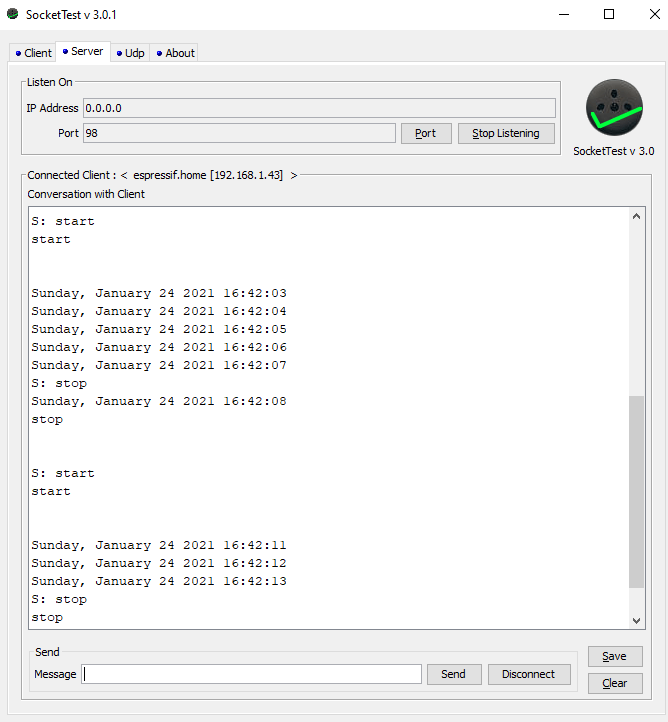 SocketTest v 3.0.1
Client
Server
Udp
About
Listen On
IP Address 0.0.0.0
Port 98 Port Stop Listening
SocketTest v 3.0
Connected Client : < espressif.home [192.168.1.43] >
Conversation with Client
S: start
start
Sunday, January 24 2021 16:42:03
Sunday, January 24 2021 16:42:04
Sunday, January 24 2021 16:42:05
Sunday, January 24 2021 16:42:06
Sunday, January 24 2021 16:42:07
S: stop
Sunday, January 24 2021 16:42:08
stop
S: start
start
Sunday, January 24 2021 16:42:11
Sunday, January 24 2021 16:42:12
Sunday, January 24 2021 16:42:13
S: stop
stop
Send
Message Send Disconnect
Save
Clear